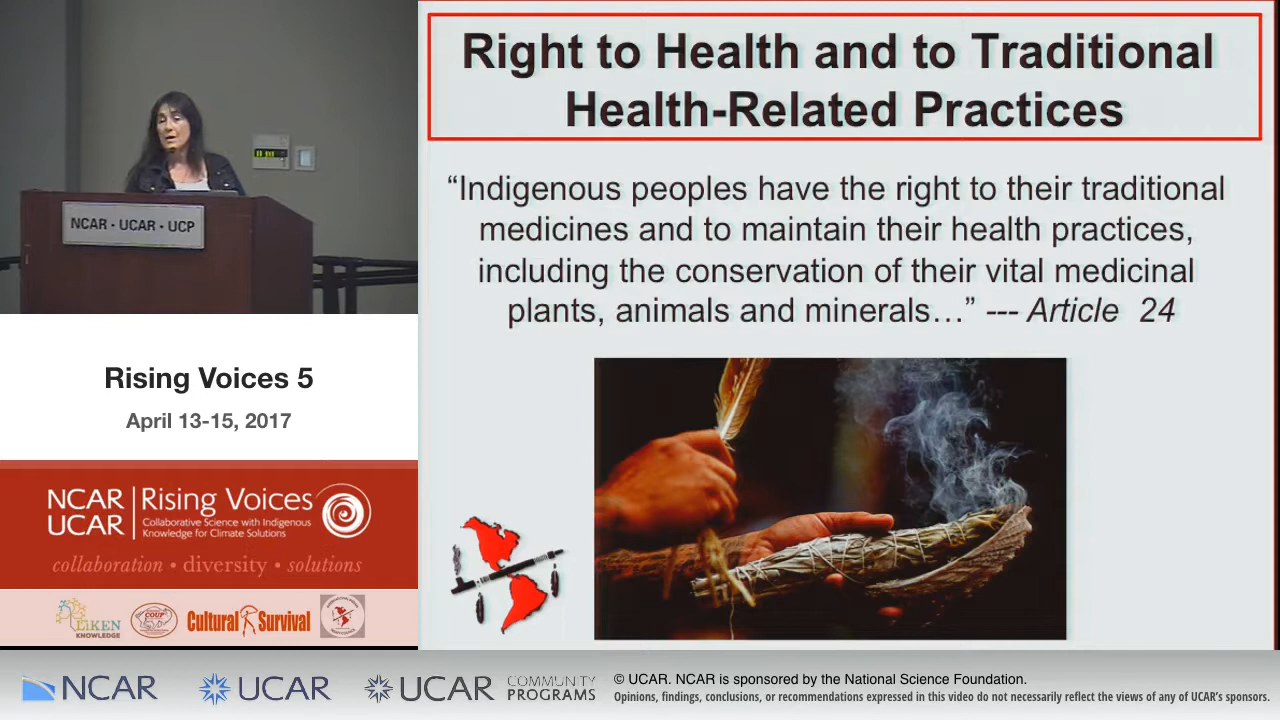 NCAR · UCAR · UCP
Rising Voices 5
April 13-15, 2017
NCAR
UCAR
Rising Voices
Collaborative Science with Indigenous
Knowledge for Climate Solutions
collaboration • diversity • solutions
LiKEN
KNOWLEDGE
Cultural Survival
Right to Health and to Traditional
Health-Related Practices
“Indigenous peoples have the right to their traditional
medicines and to maintain their health practices,
including the conservation of their vital medicinal
plants, animals and minerals…” --- Article 24
NCAR
UCAR
UCAR
COMMUNITY
PROGRAMS
© UCAR. NCAR is sponsored by the National Science Foundation.
Opinions, findings, conclusions, or recommendations expressed in this video do not necessarily reflect the views of any of UCAR's sponsors.